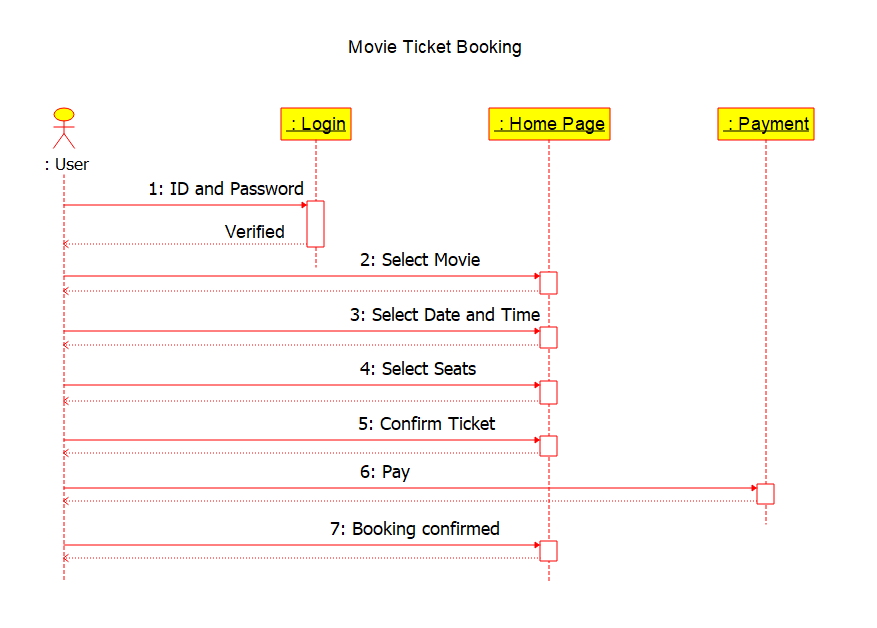 Movie Ticket Booking
: Login
: Home Page
: Payment
: User
1: ID and Password
Verified
2: Select Movie
3: Select Date and Time
4: Select Seats
5: Confirm Ticket
6: Pay
7: Booking confirmed